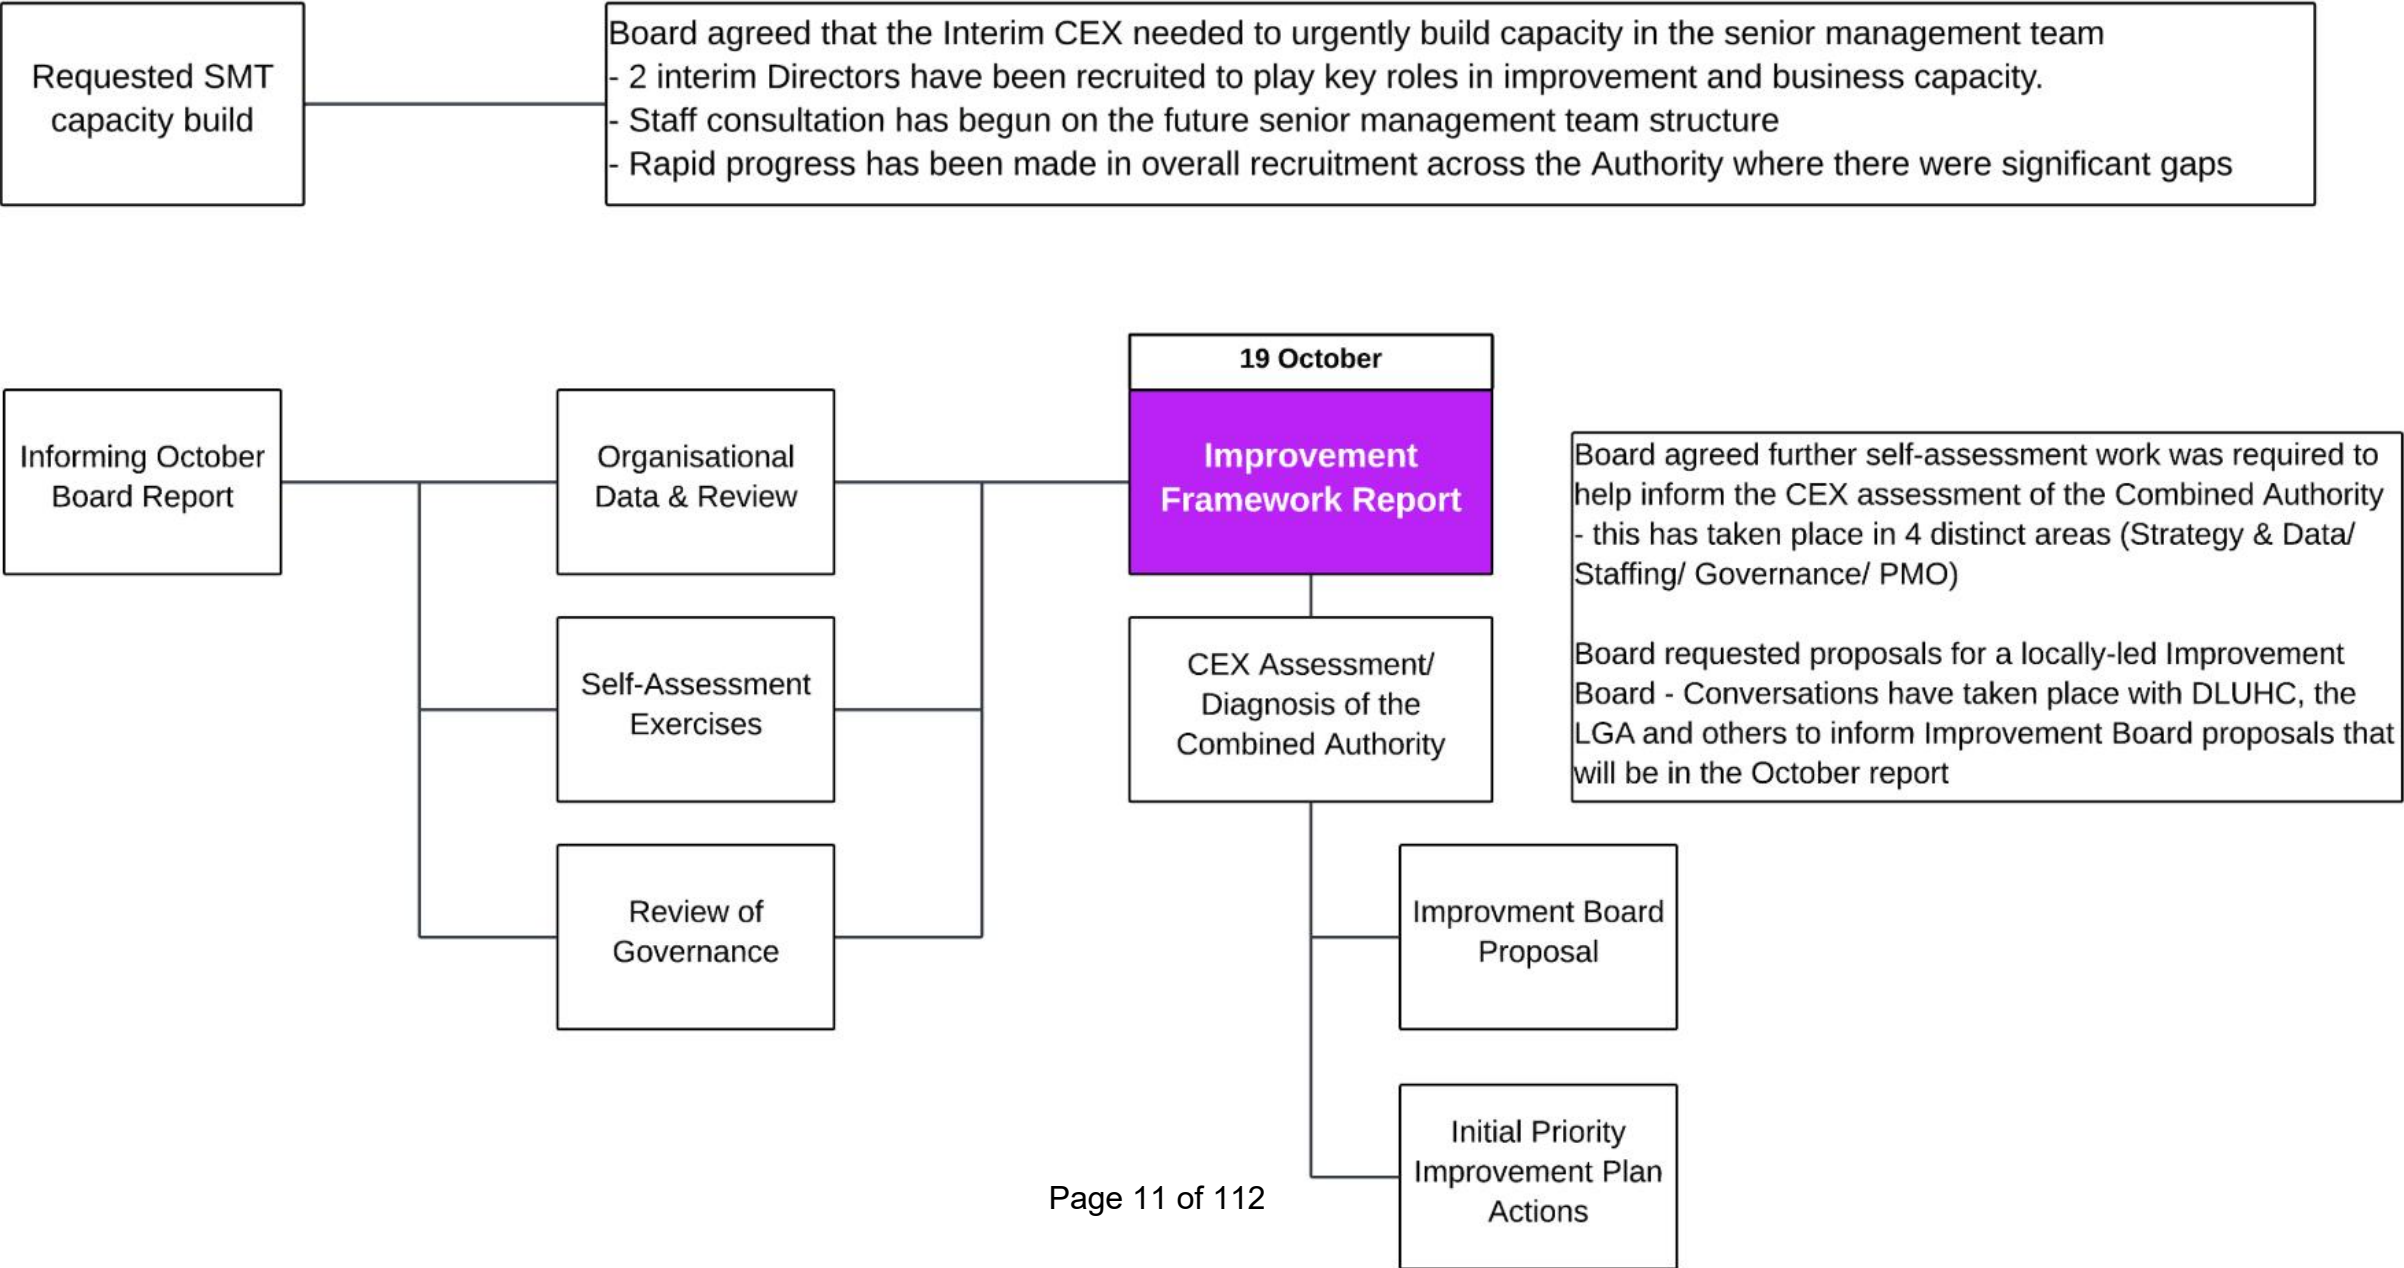 Requested SMT
capacity build
Board agreed that the Interim CEX needed to urgently build capacity in the senior management team
- 2 interim Directors have been recruited to play key roles in improvement and business capacity.
- Staff consultation has begun on the future senior management team structure
- Rapid progress has been made in overall recruitment across the Authority where there were significant gaps
Informing October
Board Report
Organisational
Data & Review
Self-Assessment
Exercises
Review of
Governance
19 October
Improvement
Framework Report
CEX Assessment/
Diagnosis of the
Combined Authority
Improvment Board
Proposal
Initial Priority
Improvement Plan
Actions
Board agreed further self-assessment work was required to
help inform the CEX assessment of the Combined Authority
- this has taken place in 4 distinct areas (Strategy & Data/
Staffing/ Governance/ PMO)
Board requested proposals for a locally-led Improvement
Board - Conversations have taken place with DLUHC, the
LGA and others to inform Improvement Board proposals that
will be in the October report
Page 11 of 112